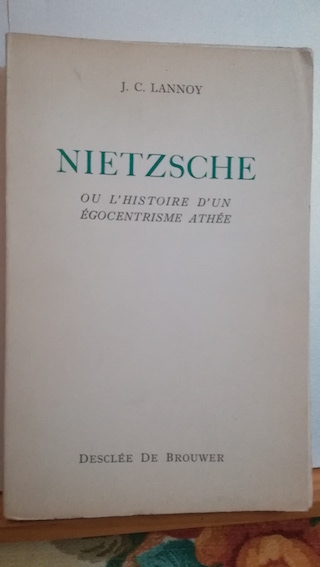 J. C. LANNOY
NIETZSCHE
OU L'HISTOIRE D'UN
ÉGOCENTRISME ATHÉE
DESCLÉE DE BROUWER